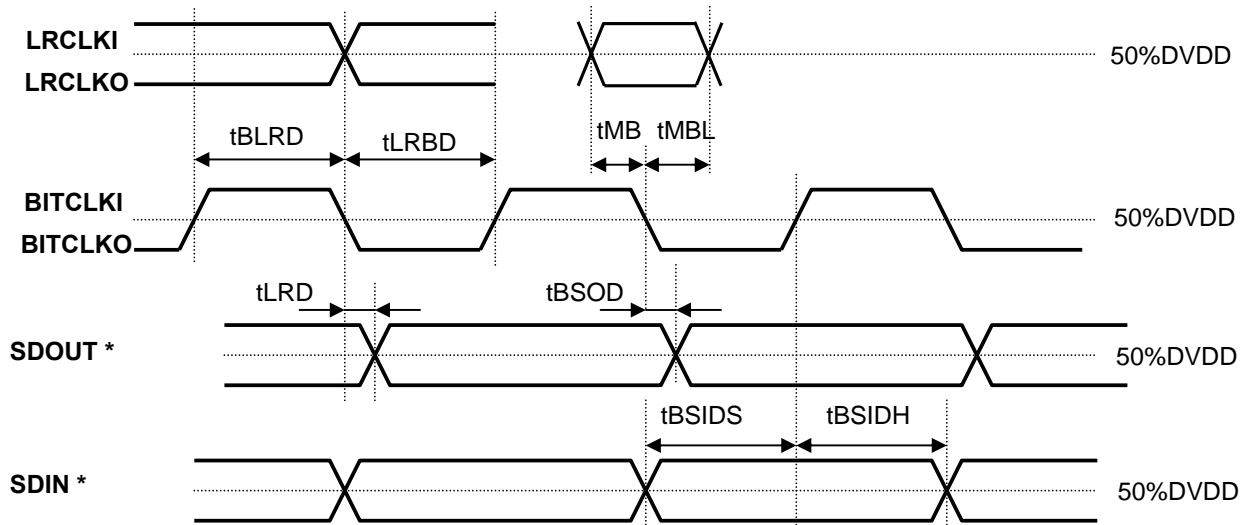 LRCLKI
LRCLKO
50%DVDD
tBLRD
tLRBD
tMB
tMBL
BITCLKI
BITCLKO
50%DVDD
tLRD
tBSOD
SDOUT *
50%DVDD
tBSIDS
tBSIDH
SDIN *
50%DVDD